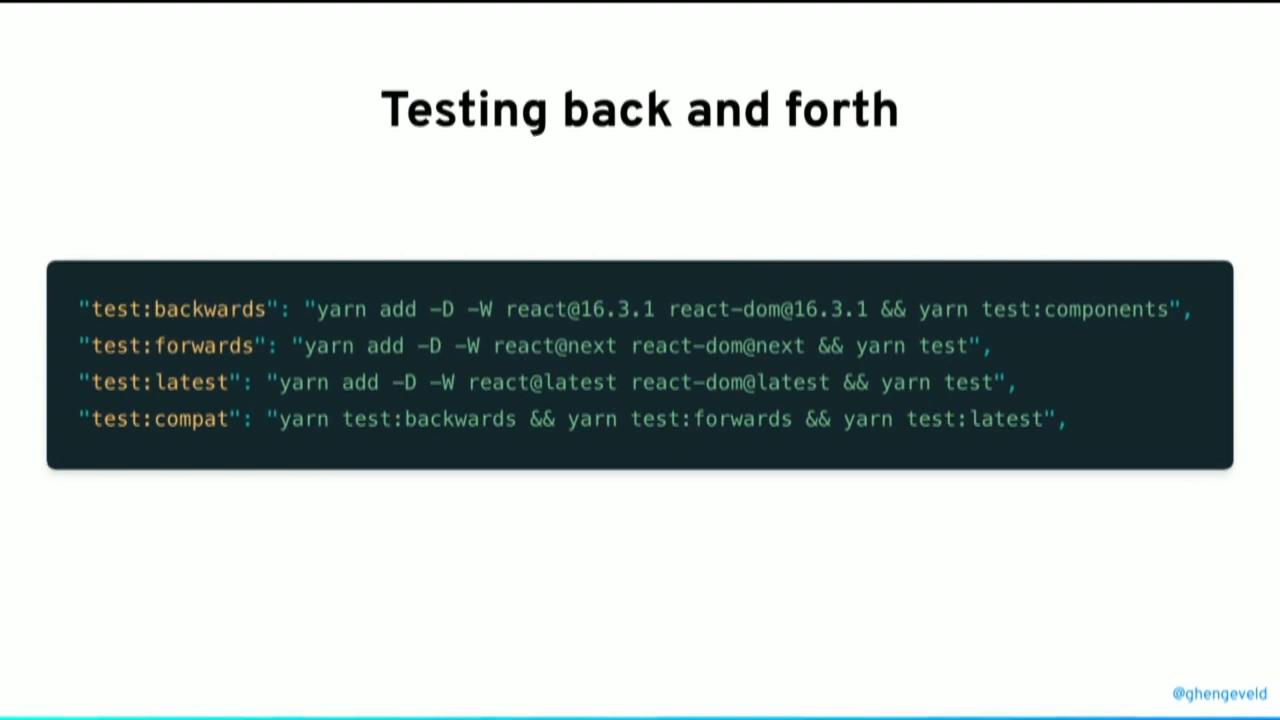 Testing back and forth
"test:backwards": "yarn add -D -W react@16.3.1 react-dom@16.3.1 && yarn test:components",
"test:forwards": "yarn add -D -W react@next react-dom@next && yarn test",
"test:latest": "yarn add -D -W react@latest react-dom@latest && yarn test",
"test:compat": "yarn test:backwards && yarn test:forwards && yarn test:latest",
@ghengeveld